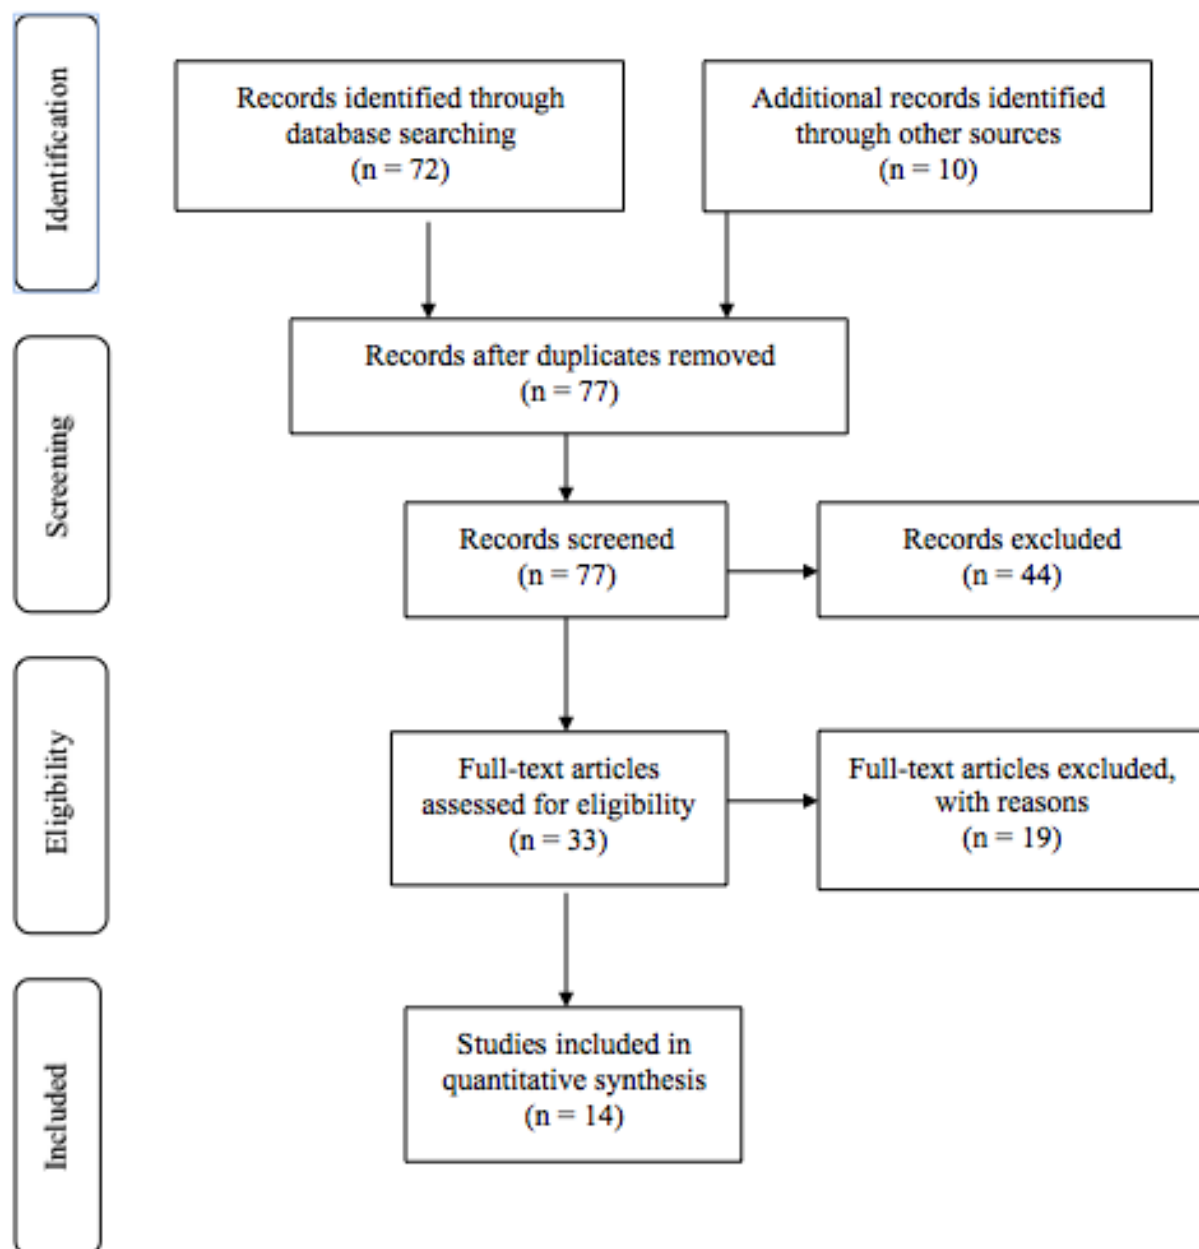 Identification
Records identified through
database searching
(n = 72)
Additional records identified
through other sources
(n = 10)
Records after duplicates removed
(n = 77)
Screening
Records screened
(n = 77)
Records excluded
(n = 44)
Eligibility
Full-text articles
assessed for eligibility
(n = 33)
Full-text articles excluded,
with reasons
(n = 19)
Included
Studies included in
quantitative synthesis
(n = 14)